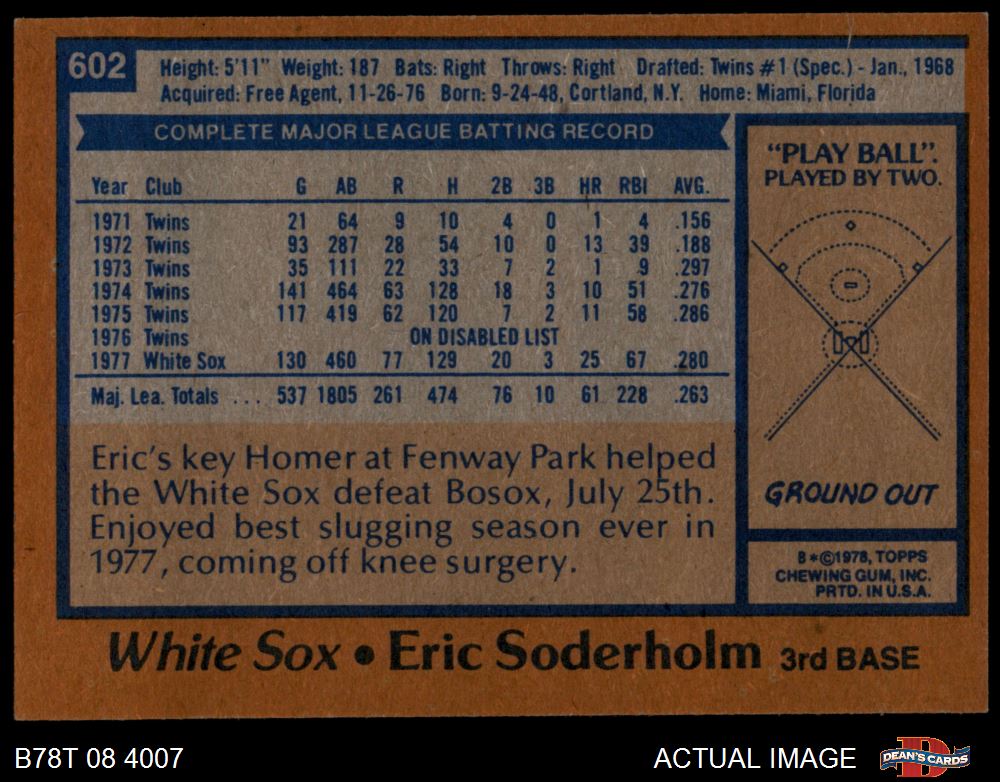 602
Height: 5'11" Weight: 187 Bats: Right Throws: Right Drafted: Twins #1 (Spec.) - Jan., 1968
Acquired: Free Agent, 11-26-76 Born: 9-24-48, Cortland, N.Y. Home: Miami, Florida
COMPLETE MAJOR LEAGUE BATTING RECORD
Year Club G AB R H 2B 3B HR RBI AVG.
1971 Twins 21 64 9 10 4 0 1 4 .156
1972 Twins 93 287 28 54 10 0 13 39 .188
1973 Twins 35 111 22 33 7 2 1 9 .297
1974 Twins 141 464 63 128 18 3 10 51 .276
1975 Twins 117 419 62 120 7 2 11 58 .286
1976 Twins ON DISABLED LIST
1977 White Sox 130 460 77 129 20 3 25 67 .280
Maj. Lea. Totals ... 537 1805 261 474 76 10 61 228 .263
Eric's key Homer at Fenway Park helped
the White Sox defeat Bosox, July 25th.
Enjoyed best slugging season ever in
1977, coming off knee surgery.
"PLAY BALL".
PLAYED BY TWO.
GROUND OUT
B*©1978, TOPPS
CHEWING GUM, INC.
PRTD. IN U.S.A.
White Sox • Eric Soderholm 3rd BASE
B78T 08 4007
ACTUAL IMAGE
DEAN'S CARDS